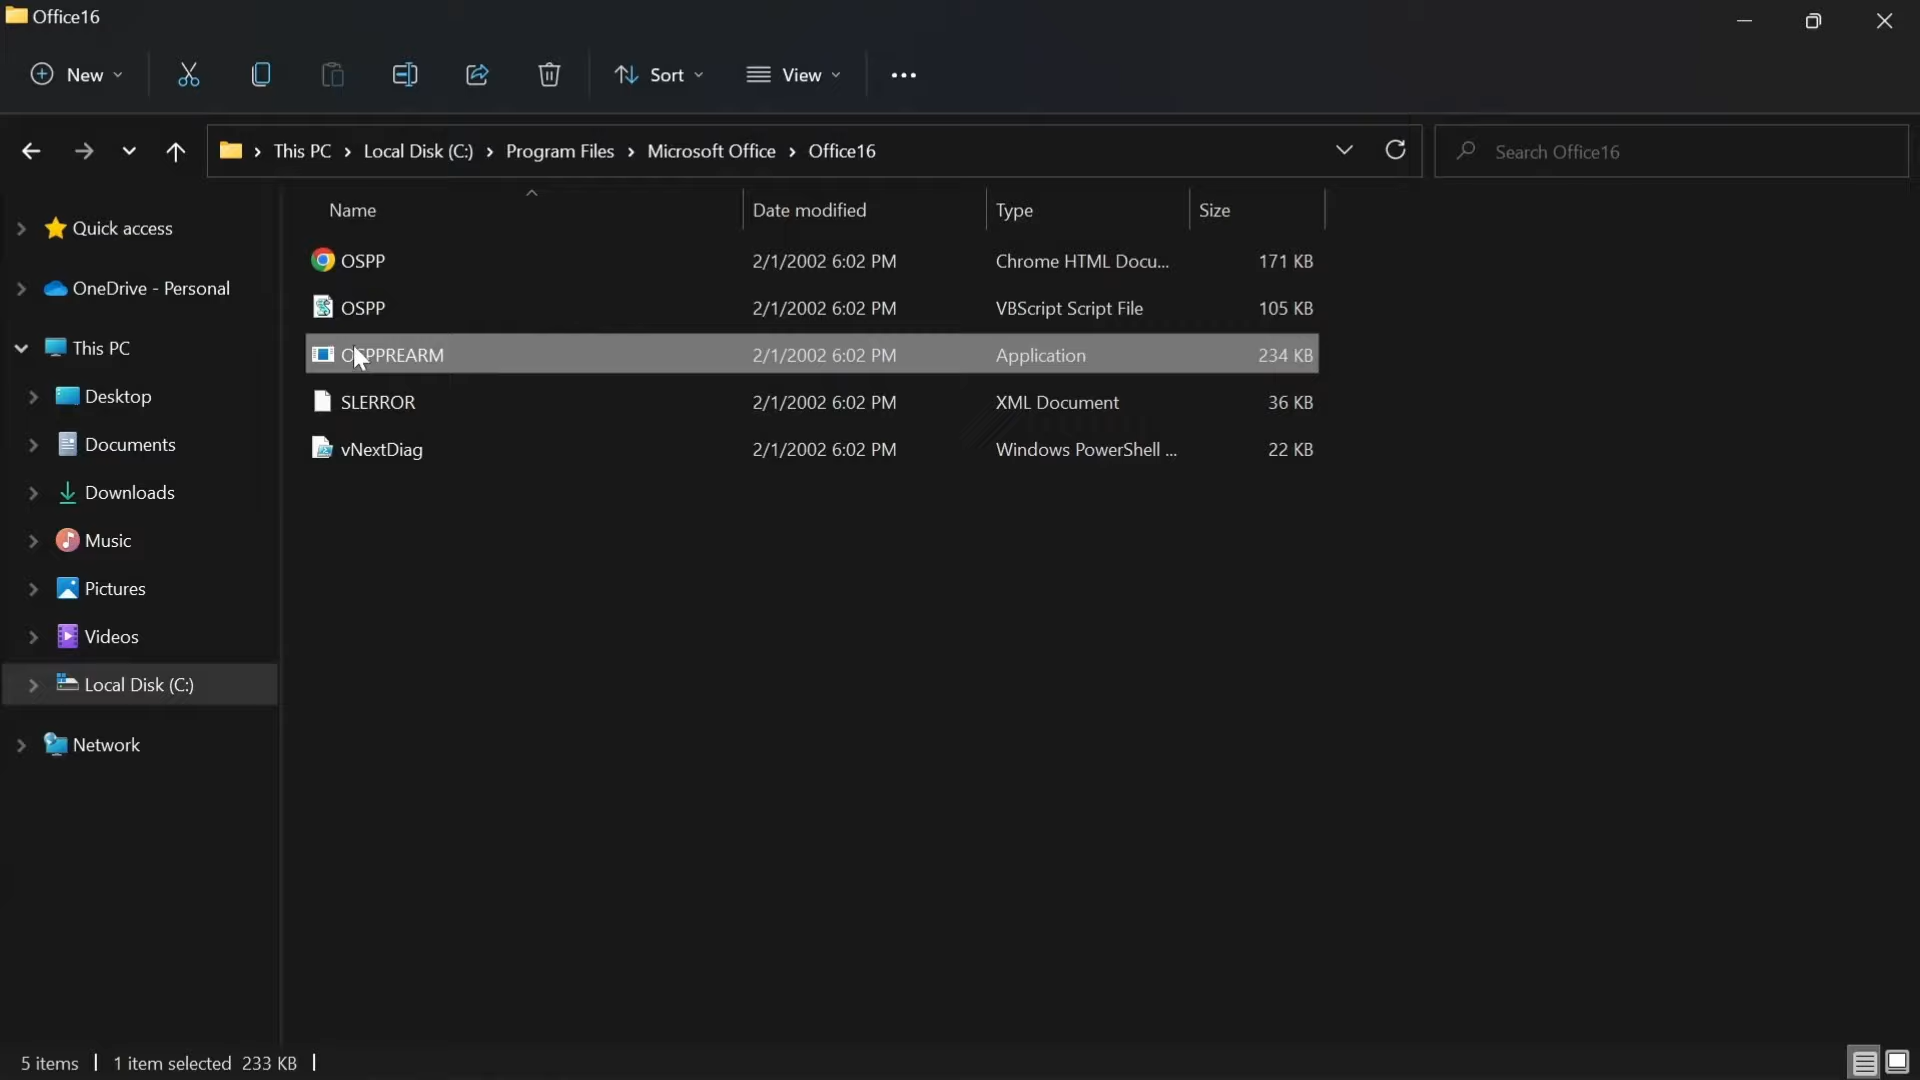 Office16
New
Sort
View
This PC > Local Disk (C:) > Program Files > Microsoft Office > Office16
Search Office16
Quick access
OneDrive - Personal
This PC
Desktop
Documents
Downloads
Music
Pictures
Videos
Local Disk (C:)
Network
Name Date modified Type Size
OSPP 2/1/2002 6:02 PM Chrome HTML Docu... 171 KB
OSPP 2/1/2002 6:02 PM VBScript Script File 105 KB
OSPPREARM 2/1/2002 6:02 PM Application 234 KB
SLERROR 2/1/2002 6:02 PM XML Document 36 KB
vNextDiag 2/1/2002 6:02 PM Windows PowerShell ... 22 KB
5 items 1 item selected 233 KB